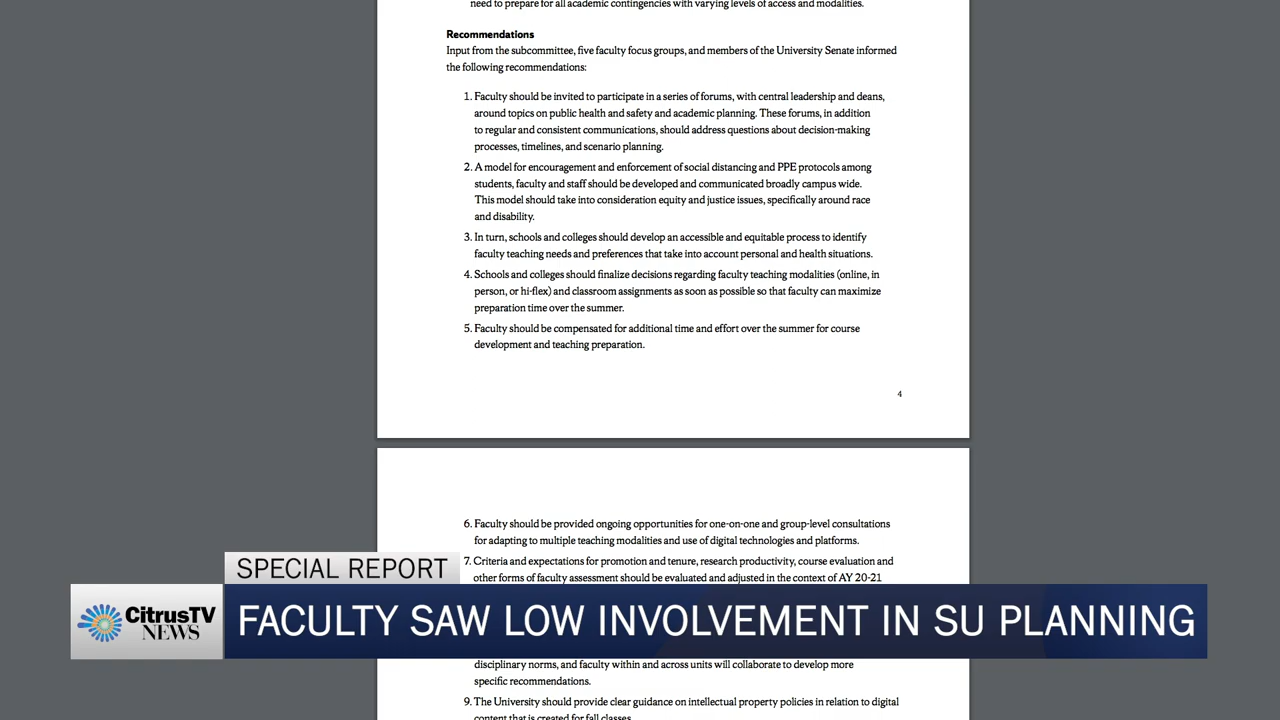 need to prepare for all academic contingencies with varying levels of access and modalities.
Recommendations
Input from the subcommittee, five faculty focus groups, and members of the University Senate informed
the following recommendations:
1. Faculty should be invited to participate in a series of forums, with central leadership and deans,
around topics on public health and safety and academic planning. These forums, in addition
to regular and consistent communications, should address questions about decision-making
processes, timelines, and scenario planning.
2. A model for encouragement and enforcement of social distancing and PPE protocols among
students, faculty and staff should be developed and communicated broadly campus wide.
This model should take into consideration equity and justice issues, specifically around race
and disability.
3. In turn, schools and colleges should develop an accessible and equitable process to identify
faculty teaching needs and preferences that take into account personal and health situations.
4. Schools and colleges should finalize decisions regarding faculty teaching modalities (online, in
person, or hi-flex) and classroom assignments as soon as possible so that faculty can maximize
preparation time over the summer.
5. Faculty should be compensated for additional time and effort over the summer for course
development and teaching preparation.
4
6. Faculty should be provided ongoing opportunities for one-on-one and group-level consultations
for adapting to multiple teaching modalities and use of digital technologies and platforms.
7. Criteria and expectations for promotion and tenure, research productivity, course evaluation and
other forms of faculty assessment should be evaluated and adjusted in the context of AY 20-21
SPECIAL REPORT
CitrusTV
NEWS
FACULTY SAW LOW INVOLVEMENT IN SU PLANNING
disciplinary norms, and faculty within and across units will collaborate to develop more
specific recommendations.
9. The University should provide clear guidance on intellectual property policies in relation to digital
content that is created for fall classes.